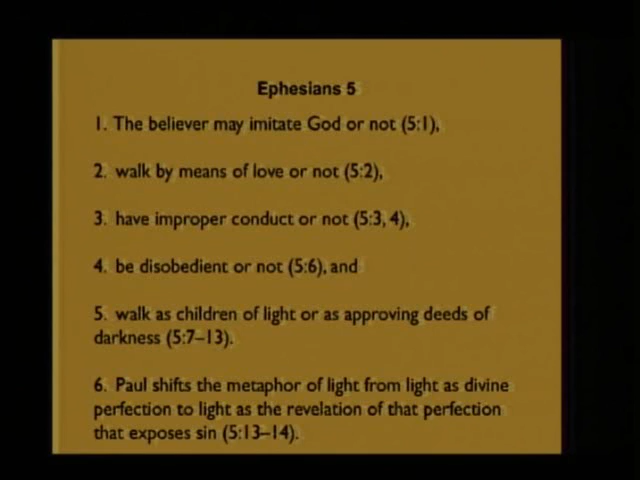 Ephesians 5
1. The believer may imitate God or not (5:1),
2. walk by means of love or not (5:2),
3. have improper conduct or not (5:3, 4),
4. be disobedient or not (5:6), and
5. walk as children of light or as approving deeds of
darkness (5:7–13).
6. Paul shifts the metaphor of light from light as divine
perfection to light as the revelation of that perfection
that exposes sin (5:13–14).